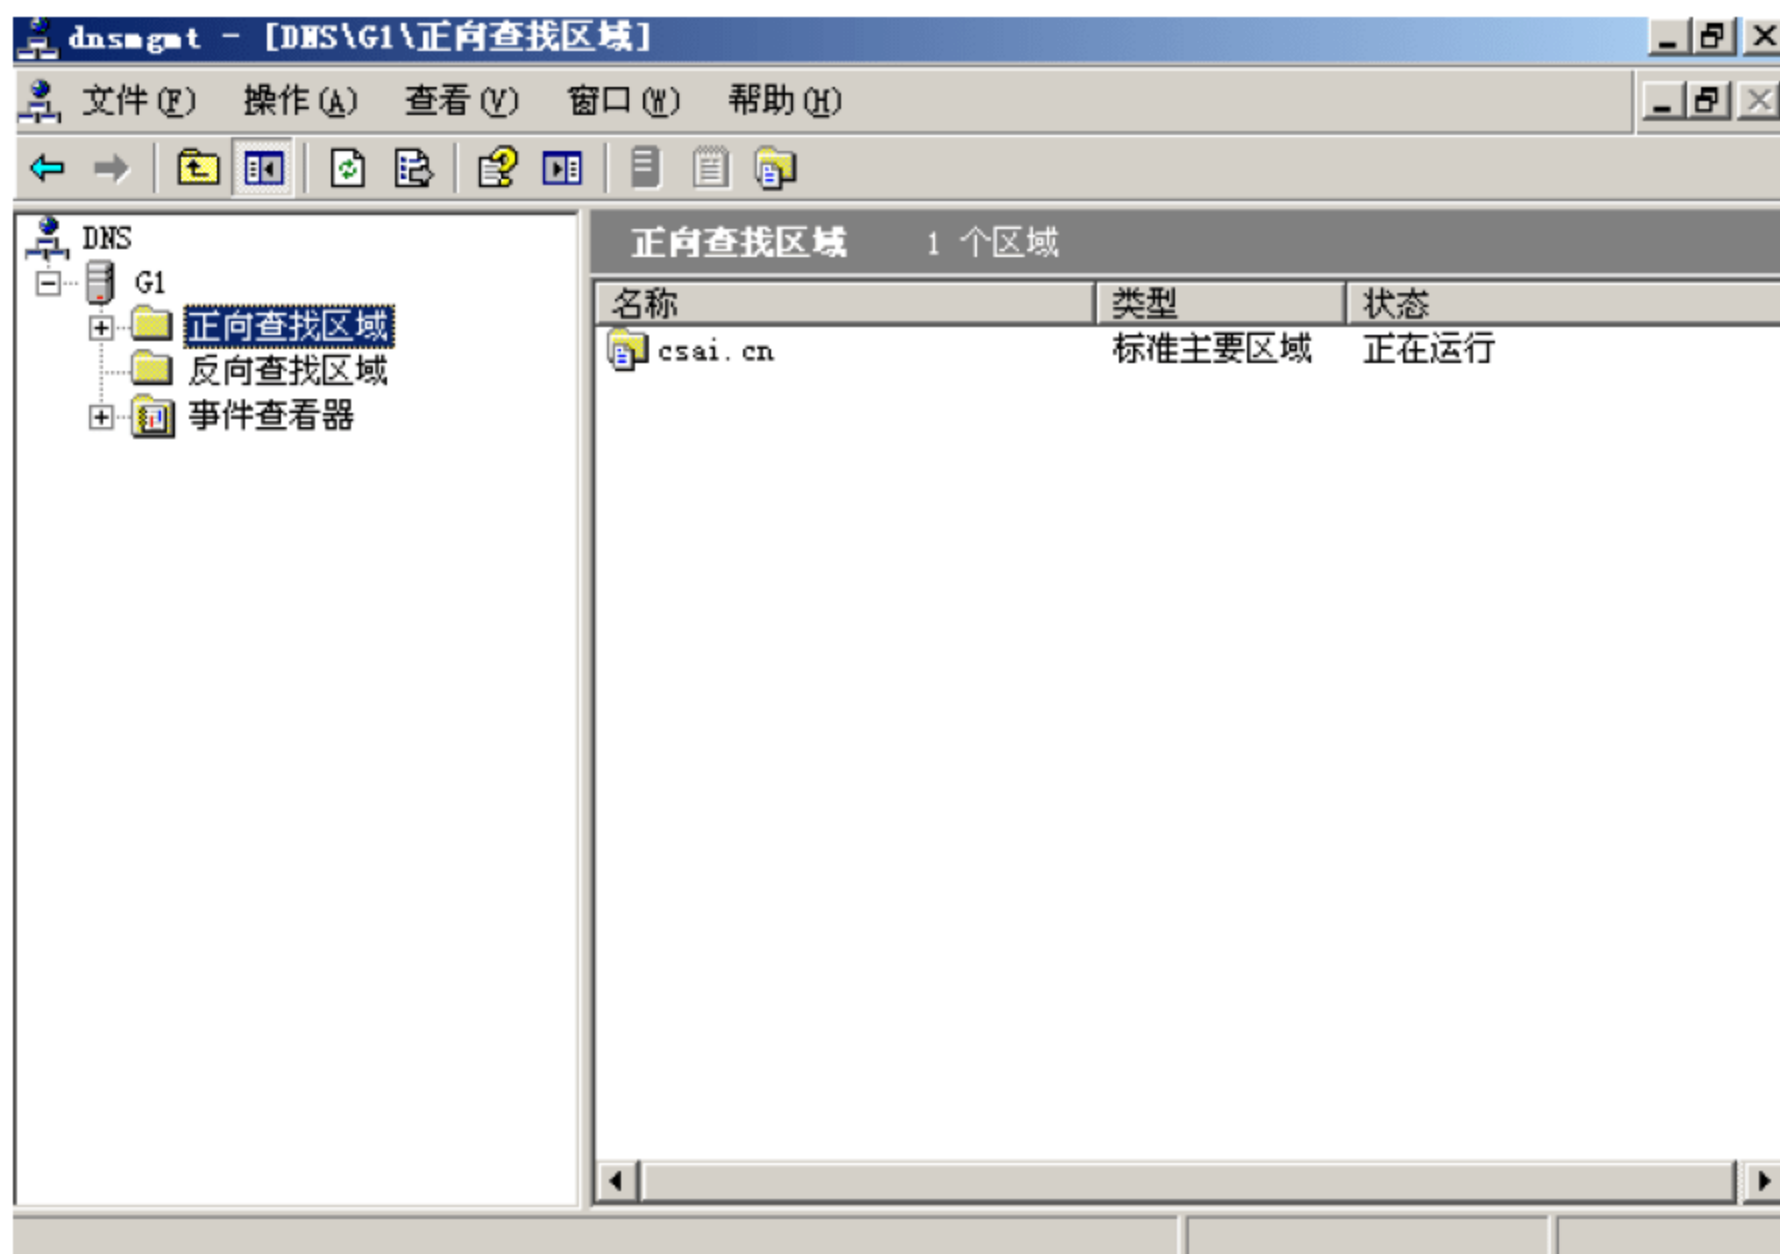 dnsmgmt - [DNS\G1\正向查找区域]
文件(F) 操作(A) 查看(V) 窗口(W) 帮助(H)
DNS
G1
正向查找区域
反向查找区域
事件查看器
正向查找区域 1 个区域
名称 类型 状态
csai.cn 标准主要区域 正在运行